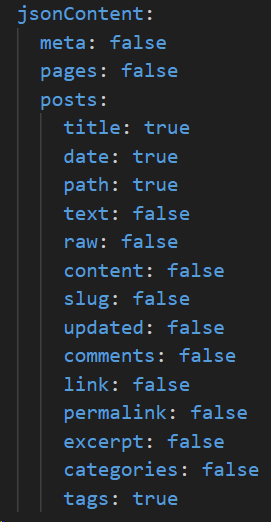 jsonContent:
  meta: false
  pages: false
  posts:
    title: true
    date: true
    path: true
    text: false
    raw: false
    content: false
    slug: false
    updated: false
    comments: false
    link: false
    permalink: false
    excerpt: false
    categories: false
    tags: true